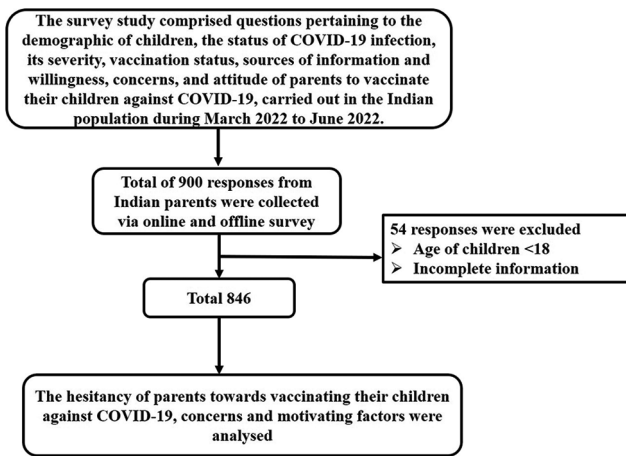 The survey study comprised questions pertaining to the
demographic of children, the status of COVID-19 infection,
its severity, vaccination status, sources of information and
willingness, concerns, and attitude of parents to vaccinate
their children against COVID-19, carried out in the Indian
population during March 2022 to June 2022.
Total of 900 responses from
Indian parents were collected
via online and offline survey
54 responses were excluded
➢ Age of children <18
➢ Incomplete information
Total 846
The hesitancy of parents towards vaccinating their children
against COVID-19, concerns and motivating factors were
analysed